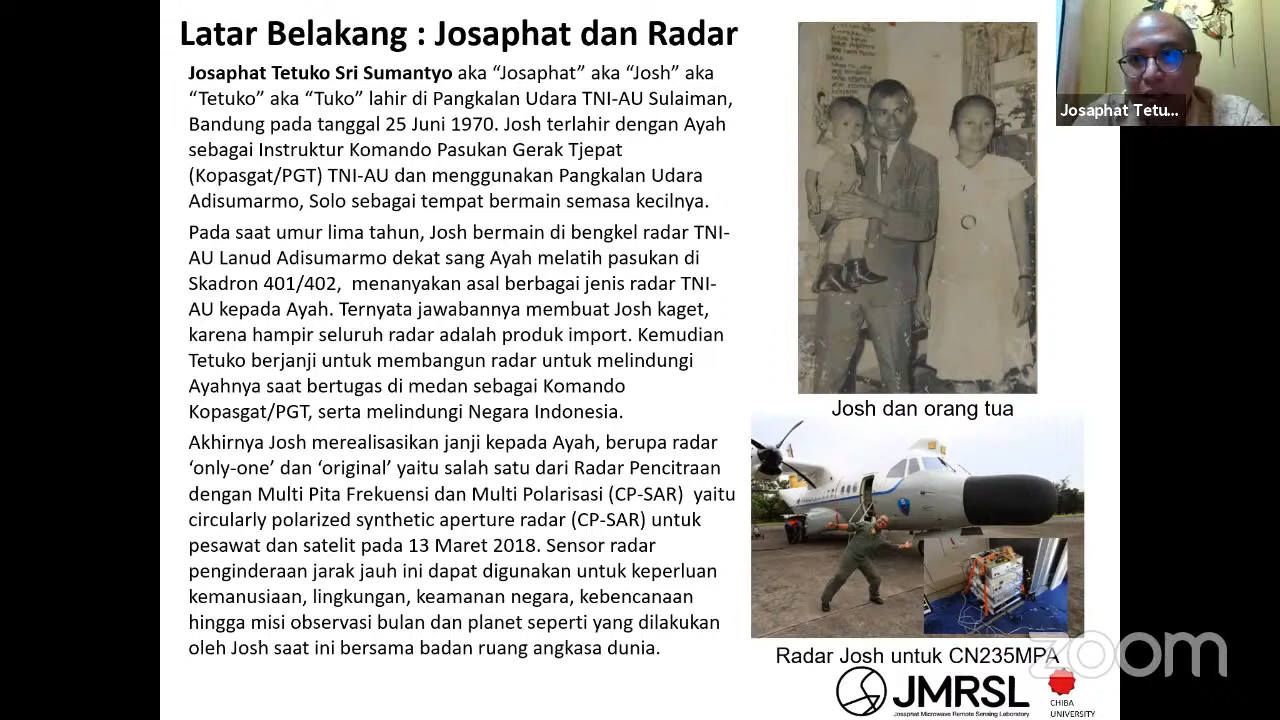 Latar Belakang : Josaphat dan Radar
Josaphat Tetuko Sri Sumantyo aka “Josaphat” aka “Josh” aka
“Tetuko” aka “Tuko” lahir di Pangkalan Udara TNI-AU Sulaiman,
Bandung pada tanggal 25 Juni 1970. Josh terlahir dengan Ayah
sebagai Instruktur Komando Pasukan Gerak Tjepat
(Kopasgat/PGT) TNI-AU dan menggunakan Pangkalan Udara
Adisumarmo, Solo sebagai tempat bermain semasa kecilnya.
Pada saat umur lima tahun, Josh bermain di bengkel radar TNI-
AU Lanud Adisumarmo dekat sang Ayah melatih pasukan di
Skadron 401/402, menanyakan asal berbagai jenis radar TNI-
AU kepada Ayah. Ternyata jawabannya membuat Josh kaget,
karena hampir seluruh radar adalah produk import. Kemudian
Tetuko berjanji untuk membangun radar untuk melindungi
Ayahnya saat bertugas di medan sebagai Komando
Kopasgat/PGT, serta melindungi Negara Indonesia.
Akhirnya Josh merealisasikan janji kepada Ayah, berupa radar
‘only-one’ dan ‘original’ yaitu salah satu dari Radar Pencitraan
dengan Multi Pita Frekuensi dan Multi Polarisasi (CP-SAR) yaitu
circularly polarized synthetic aperture radar (CP-SAR) untuk
pesawat dan satelit pada 13 Maret 2018. Sensor radar
penginderaan jarak jauh ini dapat digunakan untuk keperluan
kemanusiaan, lingkungan, keamanan negara, kebencanaan
hingga misi observasi bulan dan planet seperti yang dilakukan
oleh Josh saat ini bersama badan ruang angkasa dunia.
Josh dan orang tua
Radar Josh untuk CN235MPA
JMRSL
Josaphat Microwave Remote Sensing Laboratory
CHIBA
UNIVERSITY
Josaphat Tetu...
zoom